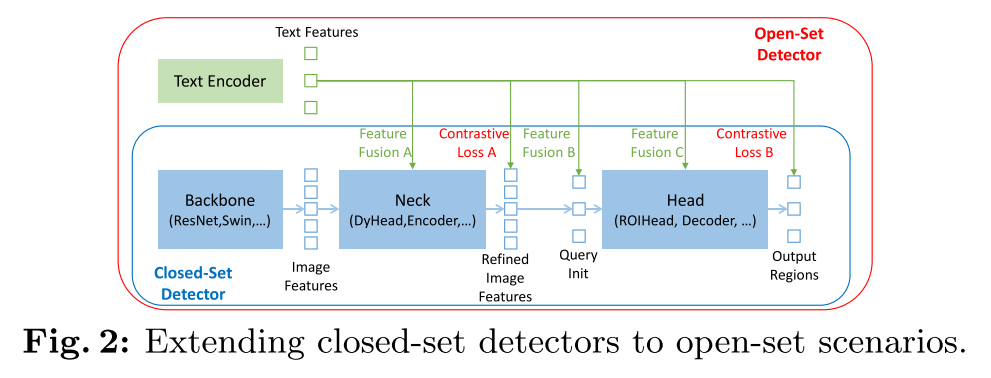 Text Features
Open-Set
Detector
Text Encoder
Feature
Fusion A
Contrastive
Loss A
Feature
Fusion B
Feature
Fusion C
Contrastive
Loss B
Backbone
(ResNet,Swin,…)
Neck
(DyHead,Encoder,…)
Head
(ROIHead, Decoder, …)
Closed-Set
Detector
Image
Features
Refined
Image
Features
Query
Init
Output
Regions
Fig. 2: Extending closed-set detectors to open-set scenarios.